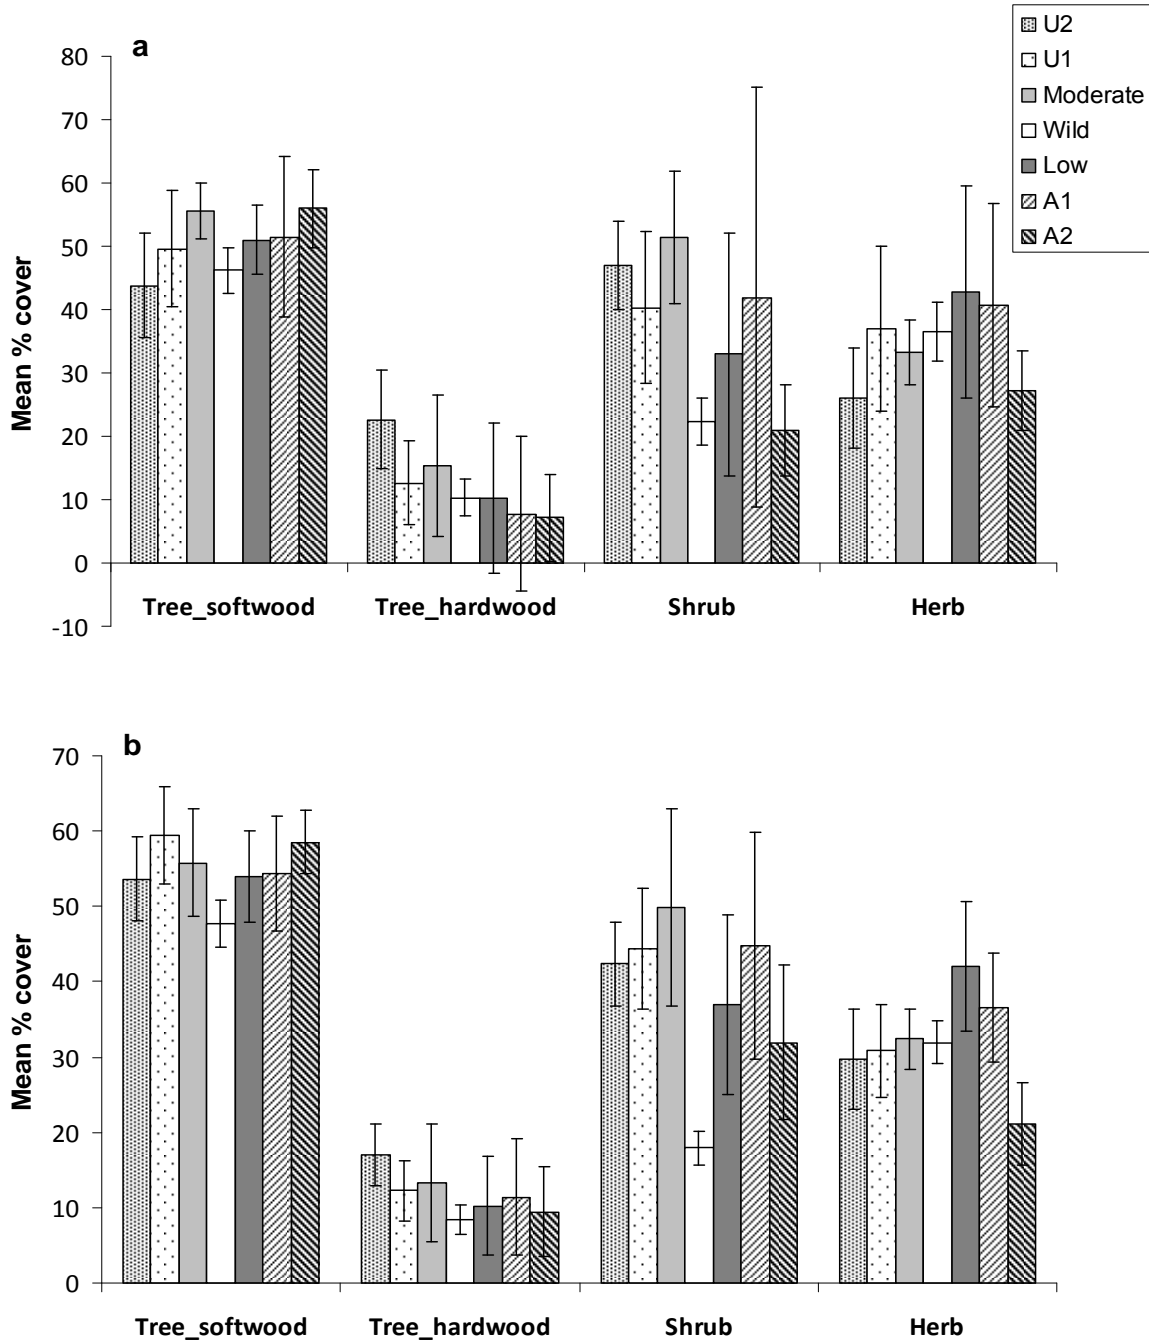 a
U2
U1
Moderate
Wild
Low
A1
A2
80
70
60
50
40
30
20
10
0
-10
Mean % cover
Tree_softwood Tree_hardwood Shrub Herb
b
70
60
50
40
30
20
10
0
Mean % cover
Tree_softwood Tree_hardwood Shrub Herb